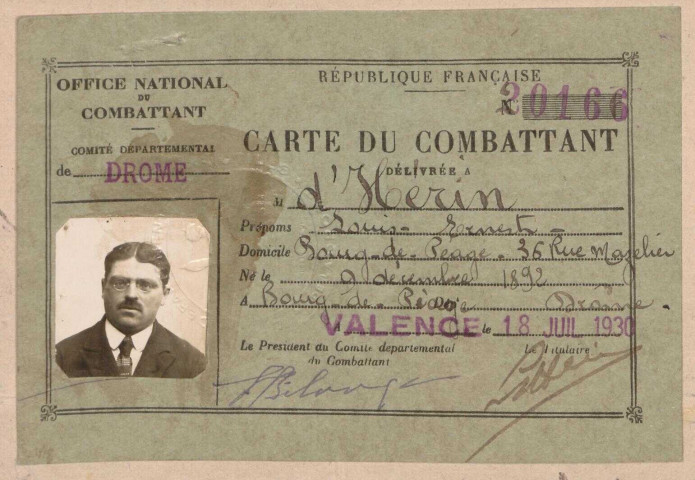 OFFICE NATIONAL
DU
COMBATTANT
COMITÉ DÉPARTEMENTAL
de DROME
RÉPUBLIQUE FRANÇAISE
N° 20166
CARTE DU COMBATTANT
DÉLIVRÉE A
M d'Herin
Prénoms Louis - Ernest -
Domicile Bourg-de-Péage - 36 Rue Mazelier
Né le 9 décembre 1892
A Bourg-de-Péage Drôme.
A VALENCE le 18 JUIL 1930
Le Président du Comité départemental
du Combattant
Le Titulaire